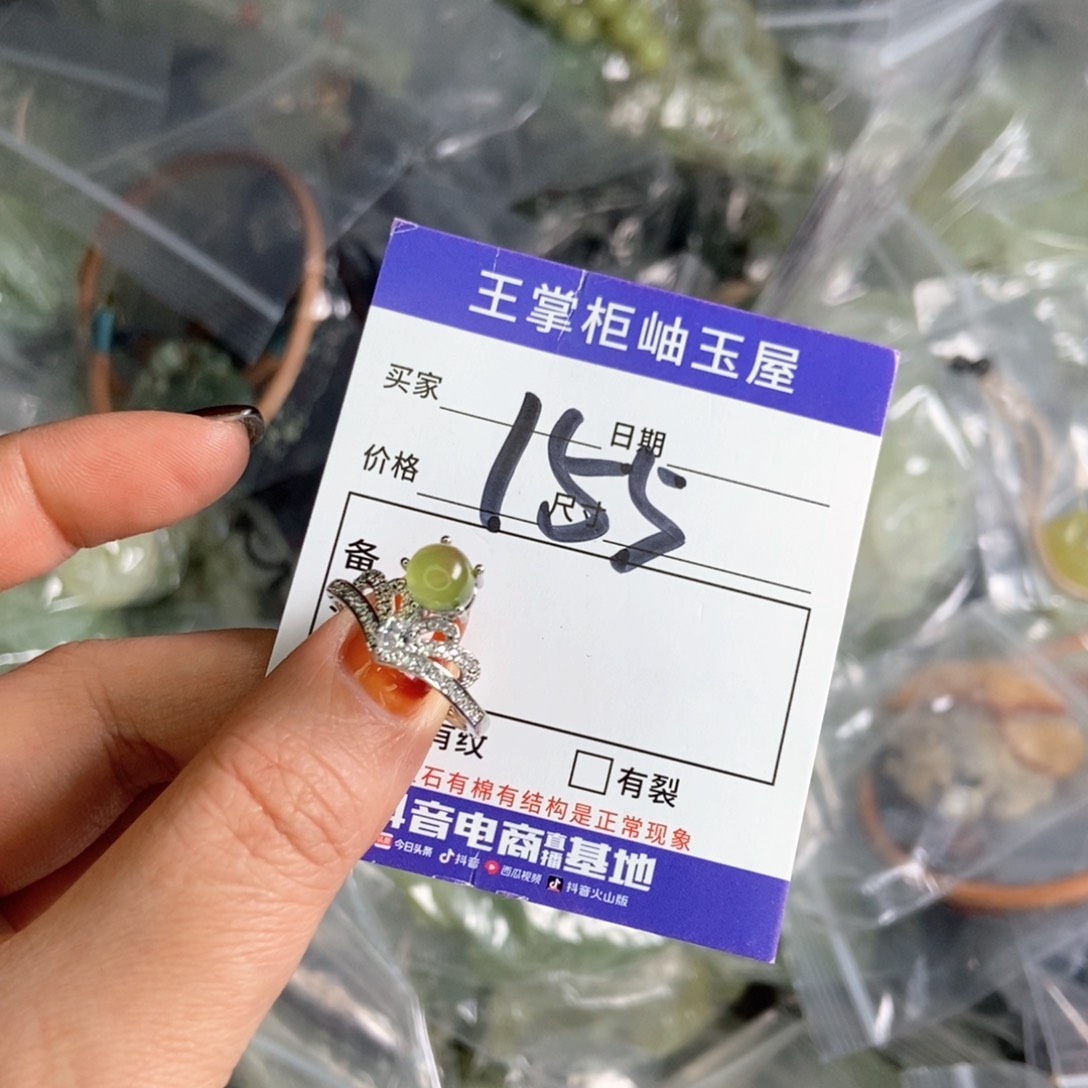 王掌柜岫玉屋
买家 日期
价格 尺寸
155
备
有纹 有裂
石有棉有结构是正常现象
抖音电商直播基地
今日头条 抖音 西瓜视频 抖音火山版